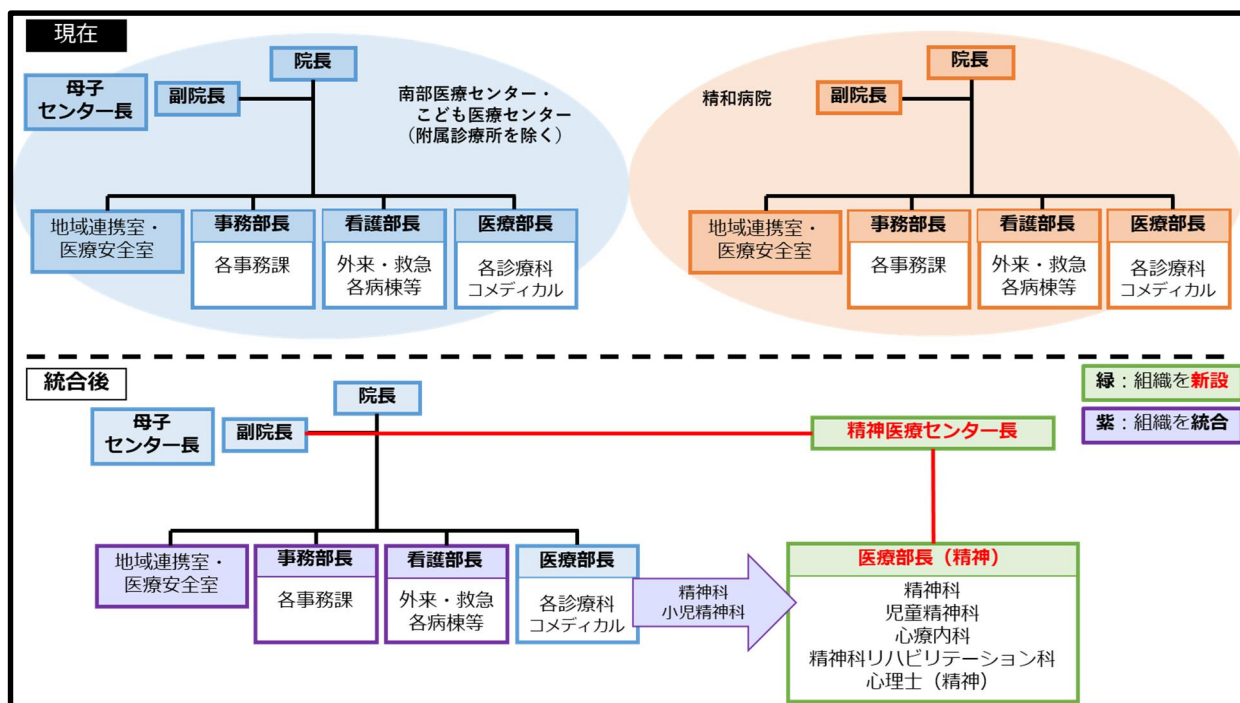 現在
院長
母子
センター長
副院長
南部医療センター・
こども医療センター
（附属診療所を除く）
地域連携室・
医療安全室
事務部長
各事務課
看護部長
外来・救急
各病棟等
医療部長
各診療科
コメディカル
院長
副院長
精和病院
地域連携室・
医療安全室
事務部長
各事務課
看護部長
外来・救急
各病棟等
医療部長
各診療科
コメディカル
統合後
緑：組織を新設
紫：組織を統合
院長
母子
センター長
副院長
精神医療センター長
地域連携室・
医療安全室
事務部長
各事務課
看護部長
外来・救急
各病棟等
医療部長
各診療科
コメディカル
精神科
小児精神科
医療部長（精神）
精神科
児童精神科
心療内科
精神科リハビリテーション科
心理士（精神）